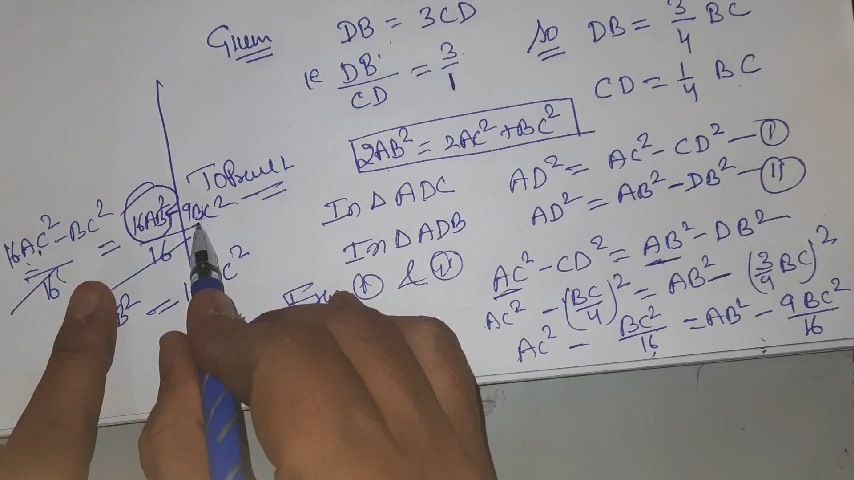 Given DB = 3CD
ie DB/CD = 3/1
so DB = 3/4 BC
CD = 1/4 BC
2AB² = 2AC² + BC²
In △ ADC AD² = AC² - CD² — I
In △ ADB AD² = AB² - DB² — II
I & II AC² - CD² = AB² - DB²
AC² - (BC/4)² = AB² - (3/4 BC)²
AC² - BC²/16 = AB² - 9BC²/16
16AC² - BC²/16 = 16AB² - 9BC²/16